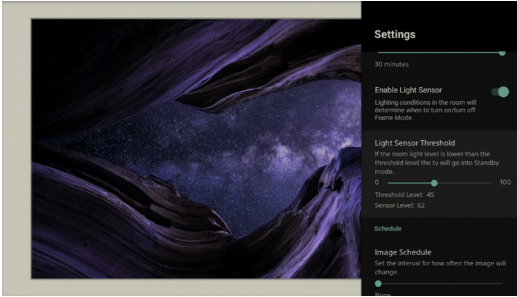 Settings
30 minutes
Enable Light Sensor
Lighting conditions in the room will
determine when to turn on/turn off
Frame Mode.
Light Sensor Threshold
If the room light level is lower than the
threshold level the tv will go into Standby
mode.
0 100
Threshold Level: 45
Sensor Level: 62
Schedule
Image Schedule
Set the interval for how often the image will
change.
None